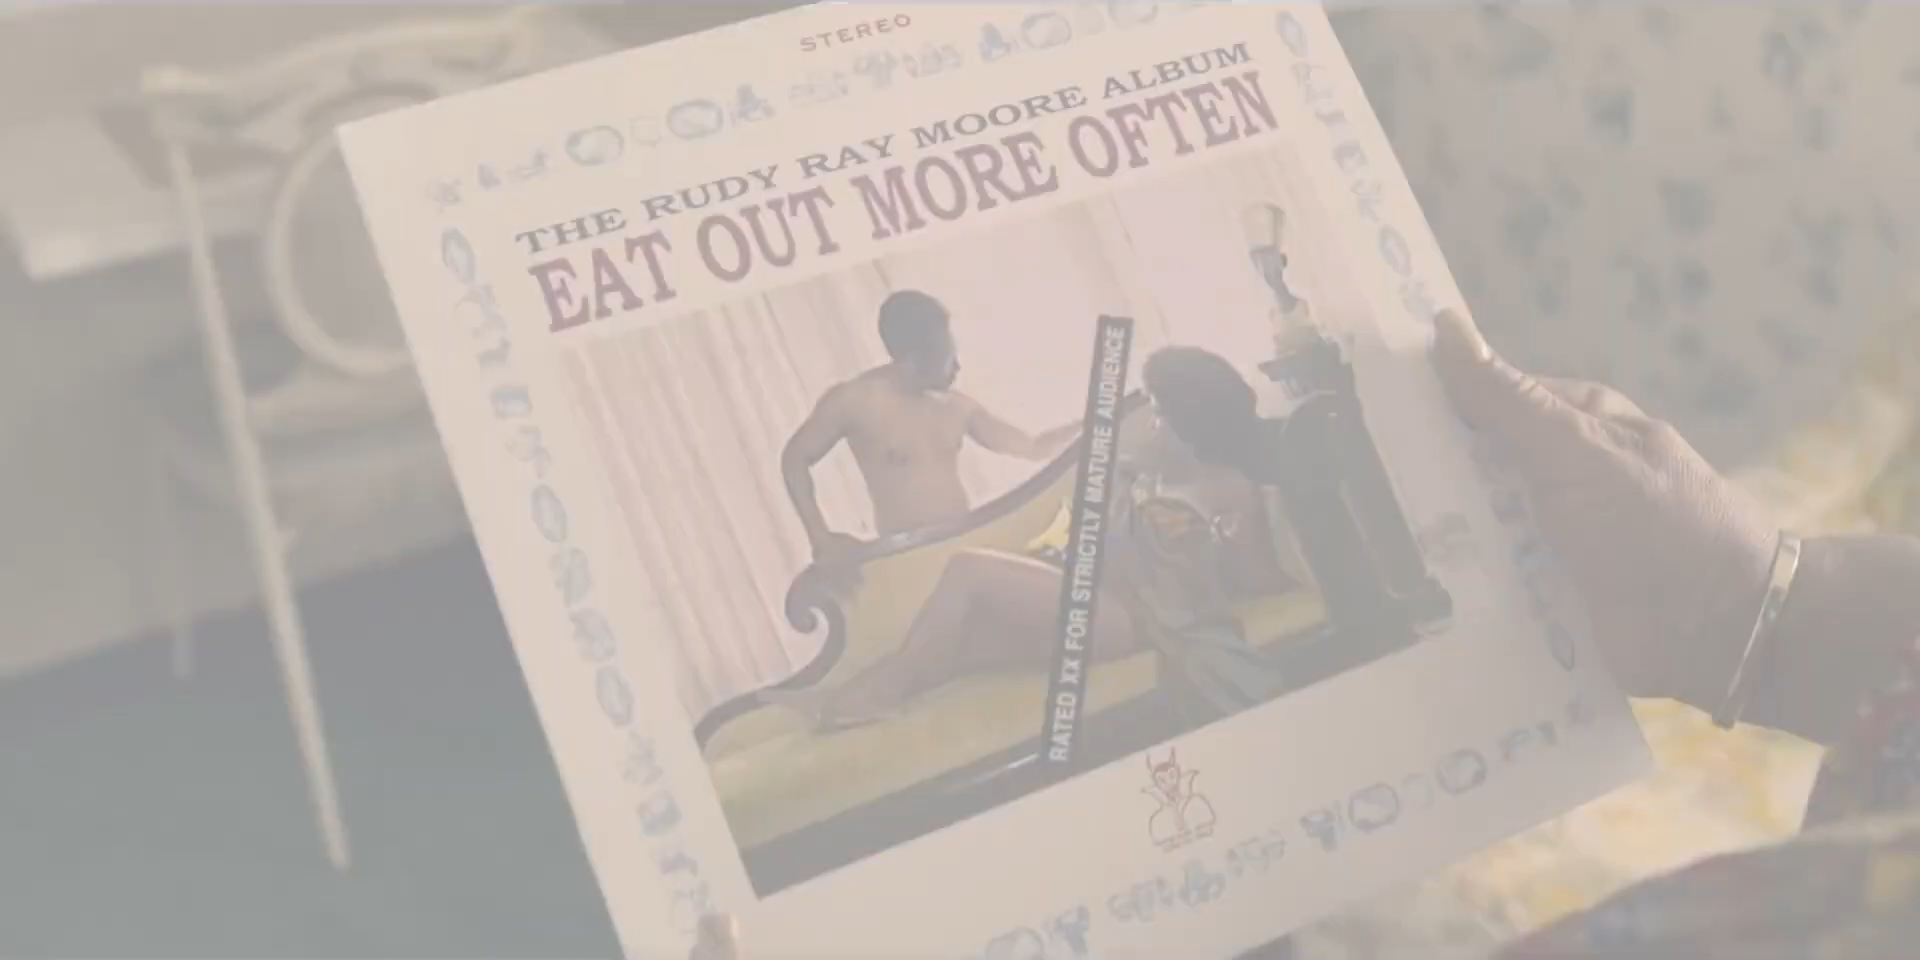 STEREO
THE RUDY RAY MOORE ALBUM
EAT OUT MORE OFTEN
RATED XX FOR STRICTLY MATURE AUDIENCE